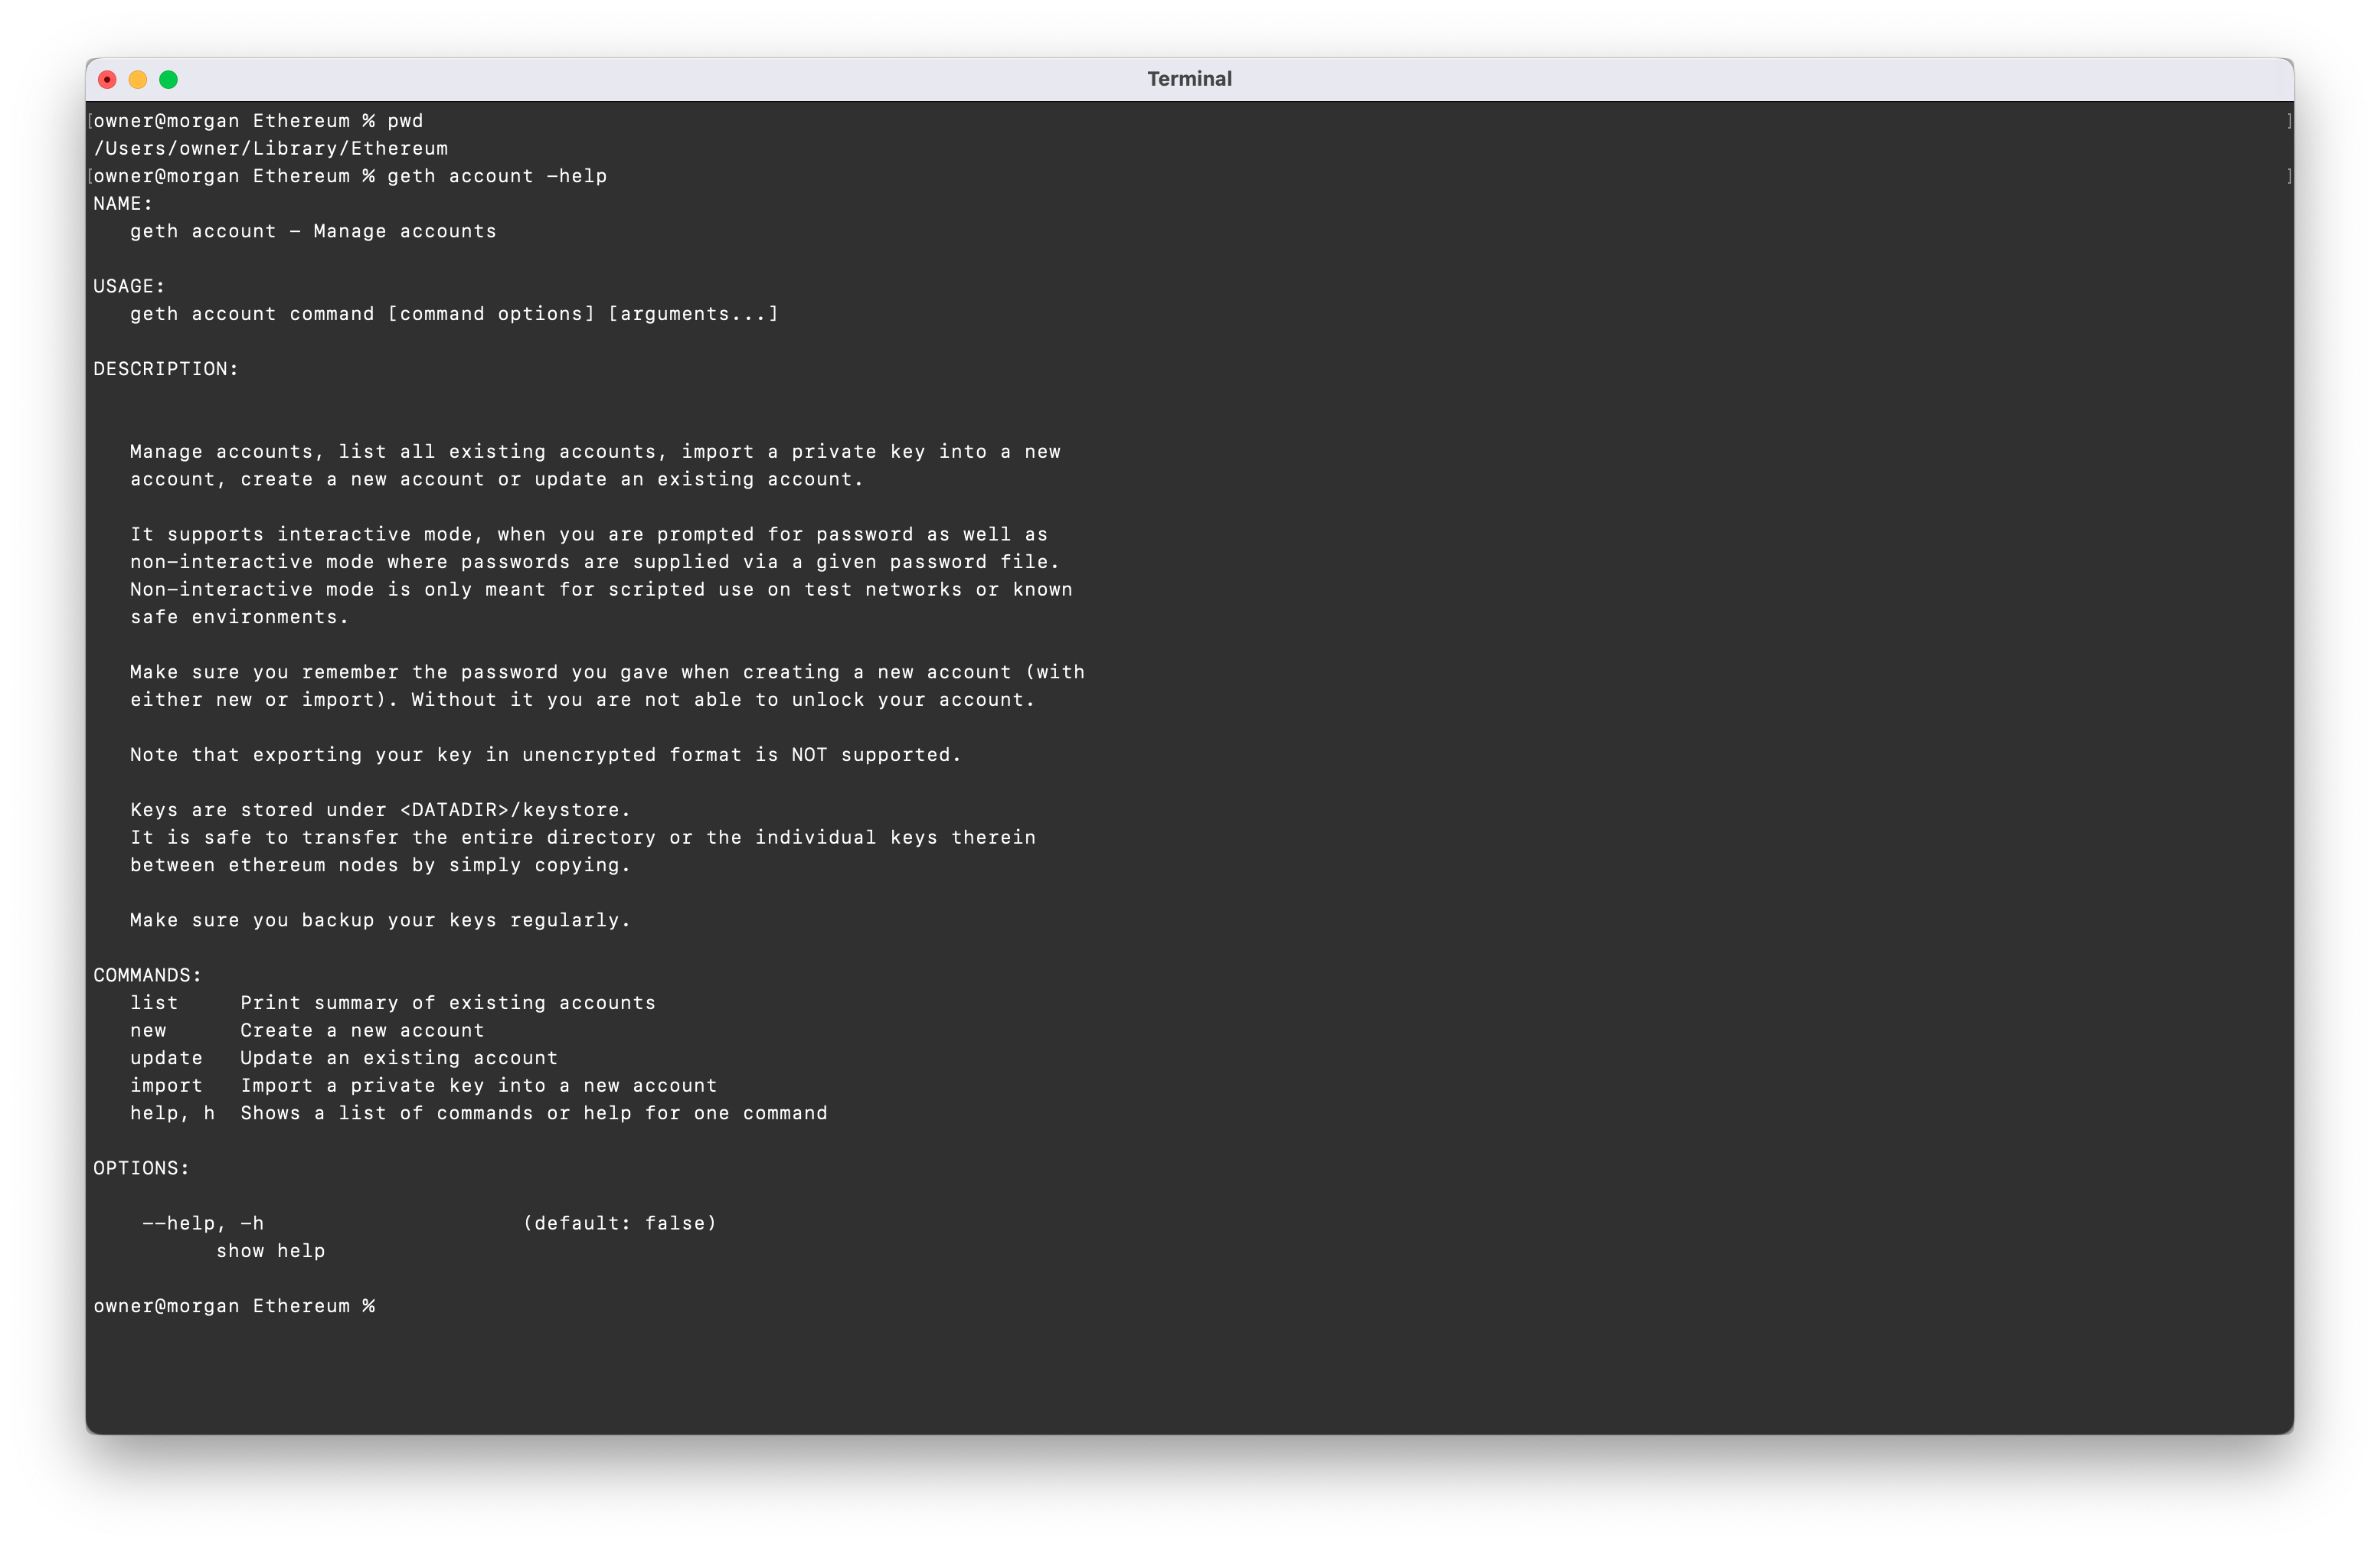 Terminal
[owner@morgan Ethereum % pwd ]
/Users/owner/Library/Ethereum
[owner@morgan Ethereum % geth account -help ]
NAME:
   geth account - Manage accounts

USAGE:
   geth account command [command options] [arguments...]

DESCRIPTION:

   Manage accounts, list all existing accounts, import a private key into a new
   account, create a new account or update an existing account.

   It supports interactive mode, when you are prompted for password as well as
   non-interactive mode where passwords are supplied via a given password file.
   Non-interactive mode is only meant for scripted use on test networks or known
   safe environments.

   Make sure you remember the password you gave when creating a new account (with
   either new or import). Without it you are not able to unlock your account.

   Note that exporting your key in unencrypted format is NOT supported.

   Keys are stored under <DATADIR>/keystore.
   It is safe to transfer the entire directory or the individual keys therein
   between ethereum nodes by simply copying.

   Make sure you backup your keys regularly.

COMMANDS:
   list     Print summary of existing accounts
   new      Create a new account
   update   Update an existing account
   import   Import a private key into a new account
   help, h  Shows a list of commands or help for one command

OPTIONS:

    --help, -h                     (default: false)
          show help

owner@morgan Ethereum %